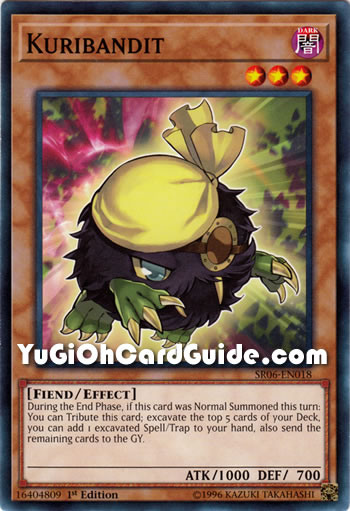 KURIBANDIT
DARK
闇
YuGiOhCardGuide.com
SR06-EN018
[FIEND/EFFECT]
During the End Phase, if this card was Normal Summoned this turn:
You can Tribute this card; excavate the top 5 cards of your Deck,
you can add 1 excavated Spell/Trap to your hand, also send the
remaining cards to the GY.
ATK/1000 DEF/ 700
16404809 1st Edition ©1996 KAZUKI TAKAHASHI